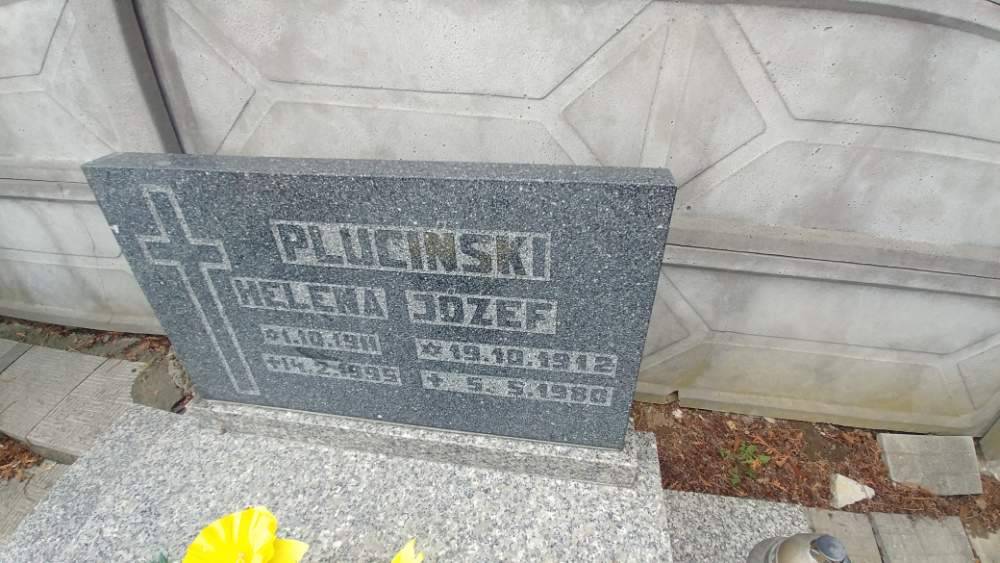 PLUCIŃSKI
HELENA JÓZEF
*1.10.1911 * 19.10.1912
+14.2.1995 + 5. 5.1980